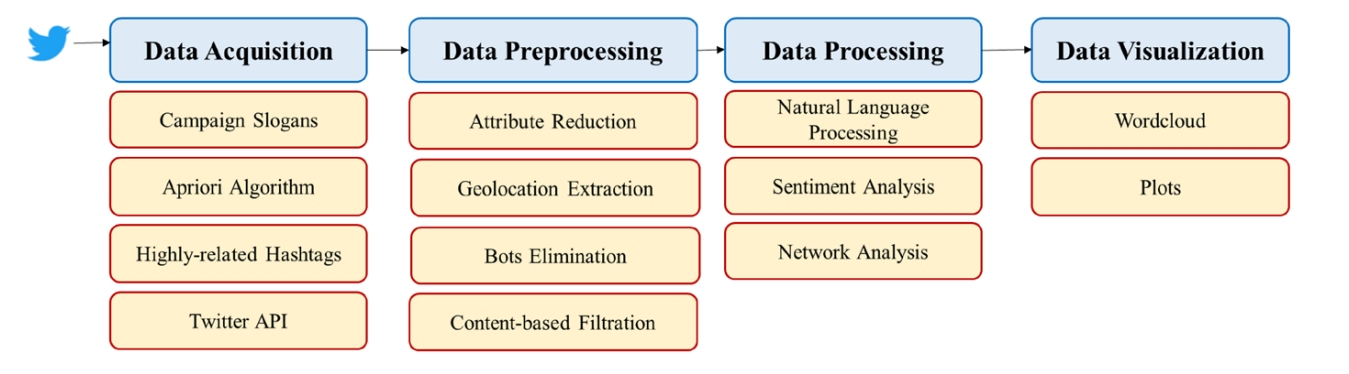 Data Acquisition
Campaign Slogans
Apriori Algorithm
Highly-related Hashtags
Twitter API
Data Preprocessing
Attribute Reduction
Geolocation Extraction
Bots Elimination
Content-based Filtration
Data Processing
Natural Language
Processing
Sentiment Analysis
Network Analysis
Data Visualization
Wordcloud
Plots